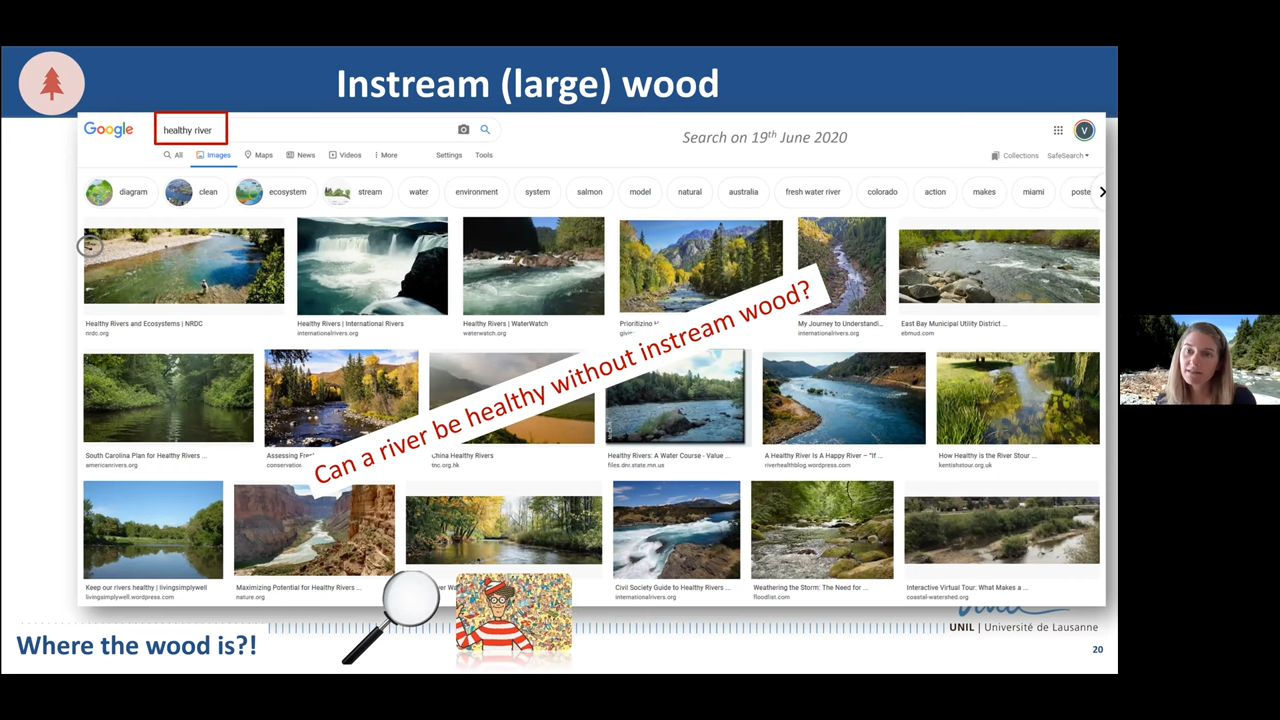 Instream (large) wood
Google
healthy river
Search on 19th June 2020
V
All
Images
Maps
News
Videos
More
Settings
Tools
Collections
SafeSearch
diagram
clean
ecosystem
stream
water
environment
system
salmon
model
natural
australia
fresh water river
colorado
action
makes
miami
poste
Healthy Rivers and Ecosystems | NRDC
nrdc.org
Healthy Rivers | International Rivers
internationalrivers.org
Healthy Rivers | WaterWatch
waterwatch.org
Prioritizing
My Journey to Understandi...
internationalrivers.org
East Bay Municipal Utility District ...
ebmud.com
Can a river be healthy without instream wood?
South Carolina Plan for Healthy Rivers ...
americanrivers.org
Assessing
conservation
China Healthy Rivers
tnc.org.hk
Healthy Rivers: A Water Course - Value ...
files.dnr.state.mn.us
A Healthy River Is A Happy River – "If ...
riverhealthblog.wordpress.com
How Healthy is the River Stour ...
kentishstour.org.uk
Keep our rivers healthy | livingsimplywell
livingsimplywell.wordpress.com
Maximizing Potential for Healthy Rivers ...
nature.org
Civil Society Guide to Healthy Rivers ...
internationalrivers.org
Weathering the Storm: The Need for ...
floodlist.com
Interactive Virtual Tour: What Makes a ...
coastal-watershed.org
UNIL | Université de Lausanne
Where the wood is?!
20